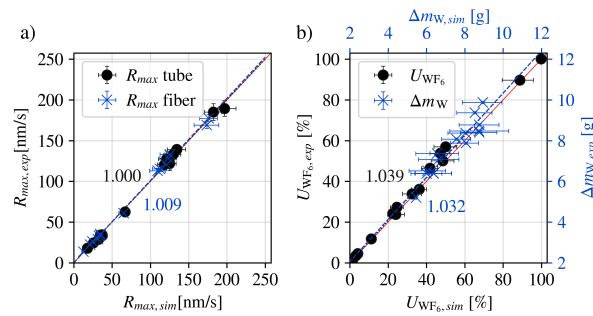 a)
R_max tube
R_max fiber
250
200
150
100
50
0
0 50 100 150 200 250
R_max,exp[nm/s]
R_max,sim[nm/s]
1.000
1.009
b)
Δm_W,sim [g]
2 4 6 8 10 12
U_WF6
Δm_W
100
80
60
40
20
0
0 20 40 60 80 100
U_WF6,exp [%]
U_WF6,sim [%]
12
10
8
6
4
2
Δm_W,exp [g]
1.039
1.032